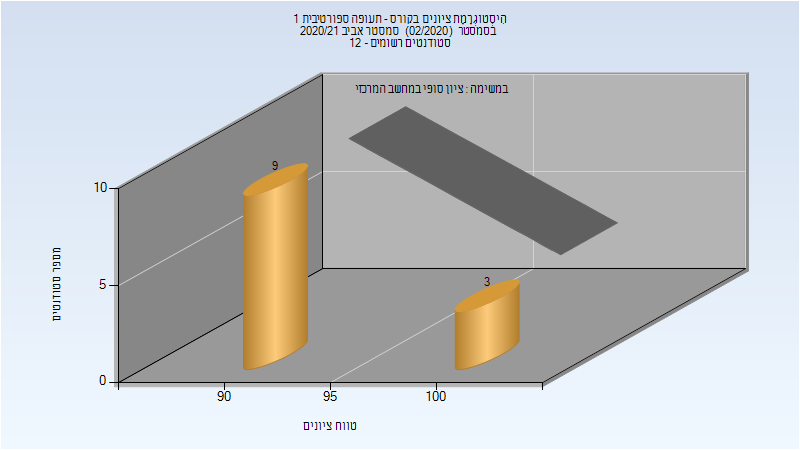 היסטוגרמת ציונים בקורס - תעופה ספורטיבית 1
בסמסטר (02/2020) סמסטר אביב 2020/21
סטודנטים רשומים - 12
במשימה : ציון סופי במחשב המרכזי
9
3
10
5
0
מספר סטודנטים
90
95
100
טווח ציונים